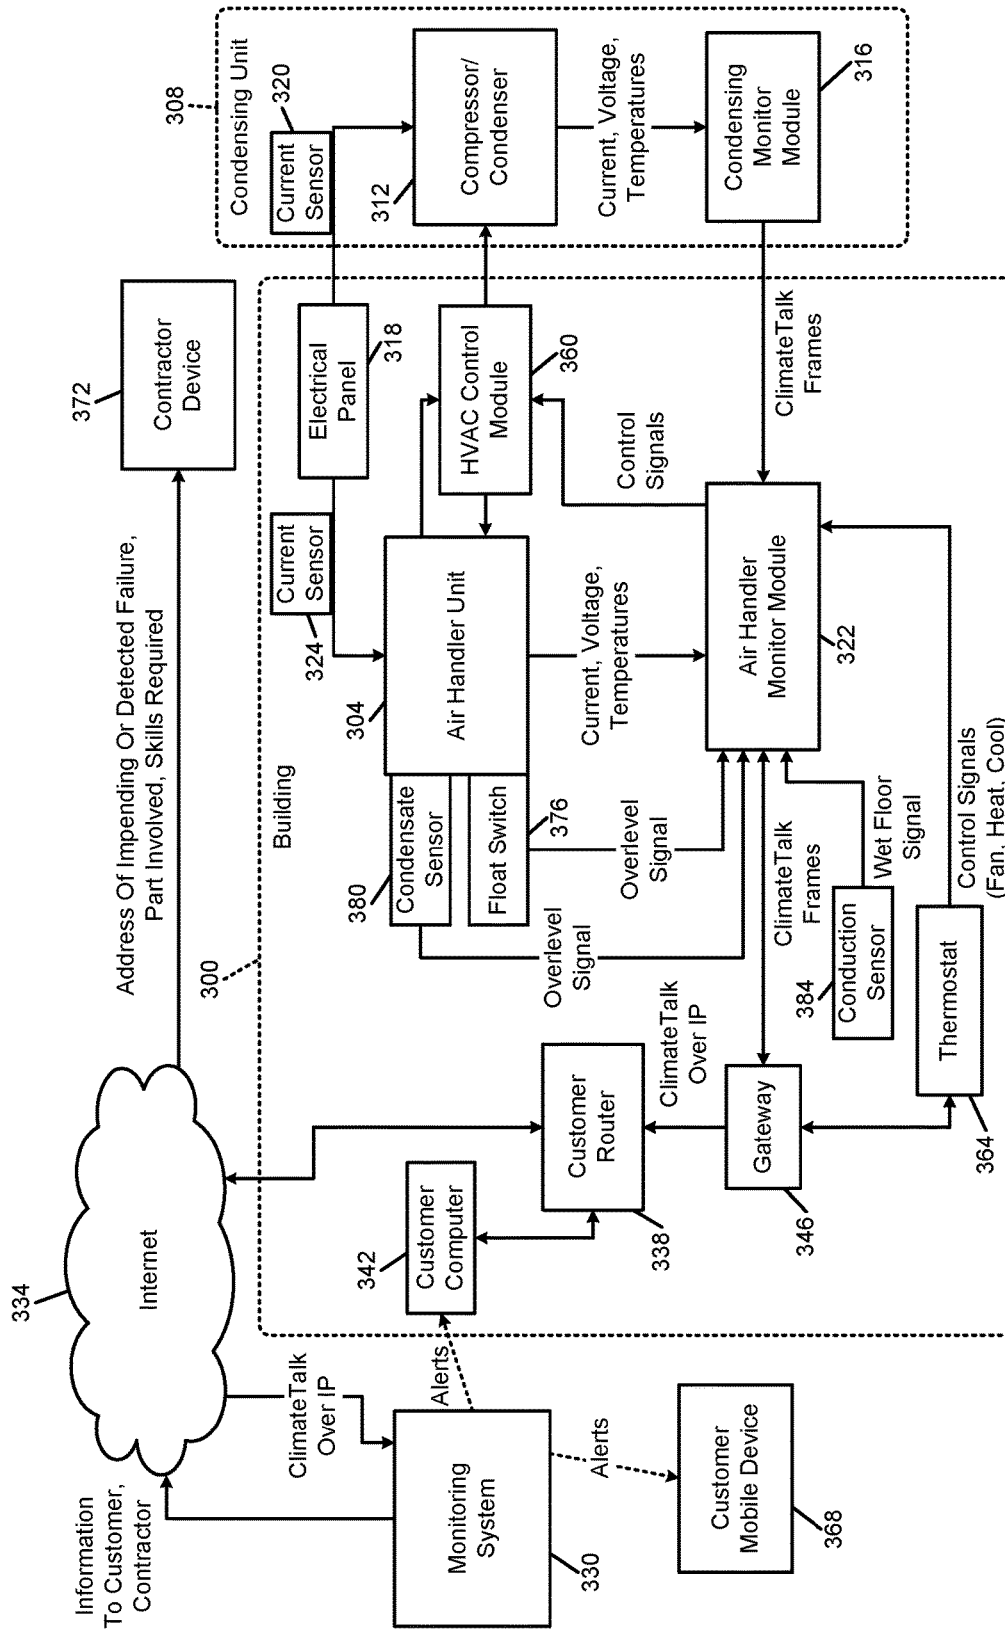 Information
To Customer,
Contractor
334
Internet
ClimateTalk
Over IP
Monitoring
System
330
Alerts
Alerts
Customer
Mobile Device
368
Address Of Impending Or Detected Failure,
Part Involved, Skills Required
372
Contractor
Device
300
Building
342
Customer
Computer
Customer
Router
338
ClimateTalk
Over IP
Gateway
346
Thermostat
364
Control Signals
(Fan, Heat, Cool)
384
Conduction
Sensor
Wet Floor
Signal
ClimateTalk
Frames
Overlevel
Signal
Overlevel
Signal
380
Condensate
Sensor
Float Switch
376
304
Air Handler Unit
324
Current
Sensor
Electrical
Panel
318
HVAC Control
Module
360
Control
Signals
Current, Voltage,
Temperatures
Air Handler
Monitor Module
322
ClimateTalk
Frames
308
Condensing Unit
320
Current
Sensor
312
Compressor/
Condenser
Current, Voltage,
Temperatures
Condensing
Monitor
Module
316